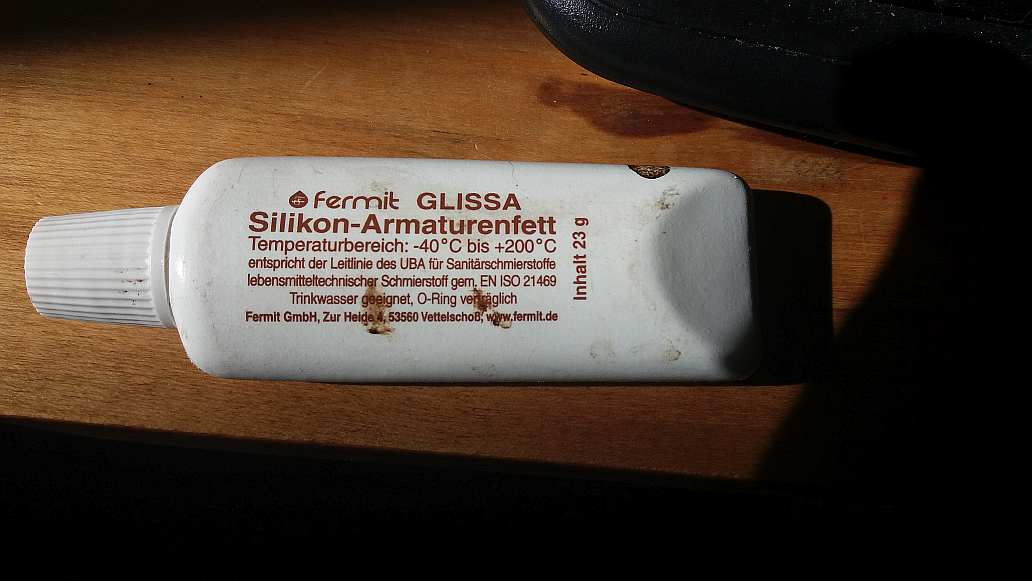 fermit GLISSA
Silikon-Armaturenfett
Temperaturbereich: -40°C bis +200°C
entspricht der Leitlinie des UBA für Sanitärschmierstoffe
lebensmitteltechnischer Schmierstoff gem. EN ISO 21469
Trinkwasser geeignet, O-Ring verträglich
Fermit GmbH, Zur Heide 4, 53560 Vettelschoß, www.fermit.de
Inhalt 23 g